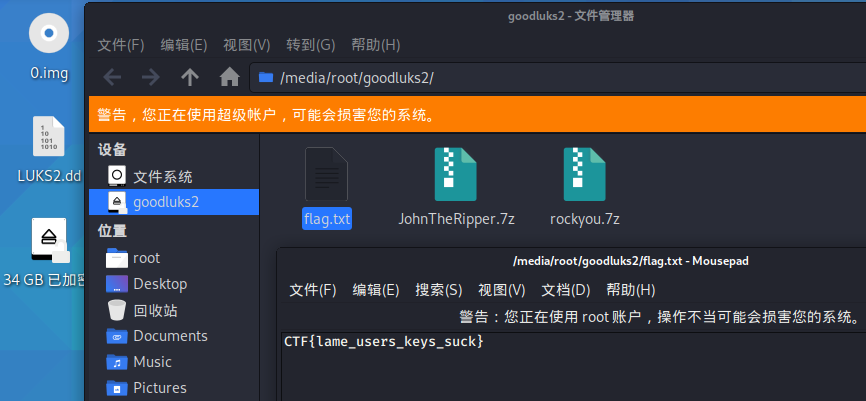 goodluks2 - 文件管理器
文件(F) 编辑(E) 视图(V) 转到(G) 帮助(H)
/media/root/goodluks2/
警告，您正在使用超级帐户，可能会损害您的系统。
0.img
1
10
101
1010
LUKS2.dd
34 GB 已加密
设备
文件系统
goodluks2
位置
root
Desktop
回收站
Documents
Music
Pictures
flag.txt
JohnTheRipper.7z
rockyou.7z
/media/root/goodluks2/flag.txt - Mousepad
文件(F) 编辑(E) 搜索(S) 视图(V) 文档(D) 帮助(H)
警告：您正在使用 root 账户，操作不当可能会损害您的系统。
CTF{lame_users_keys_suck}